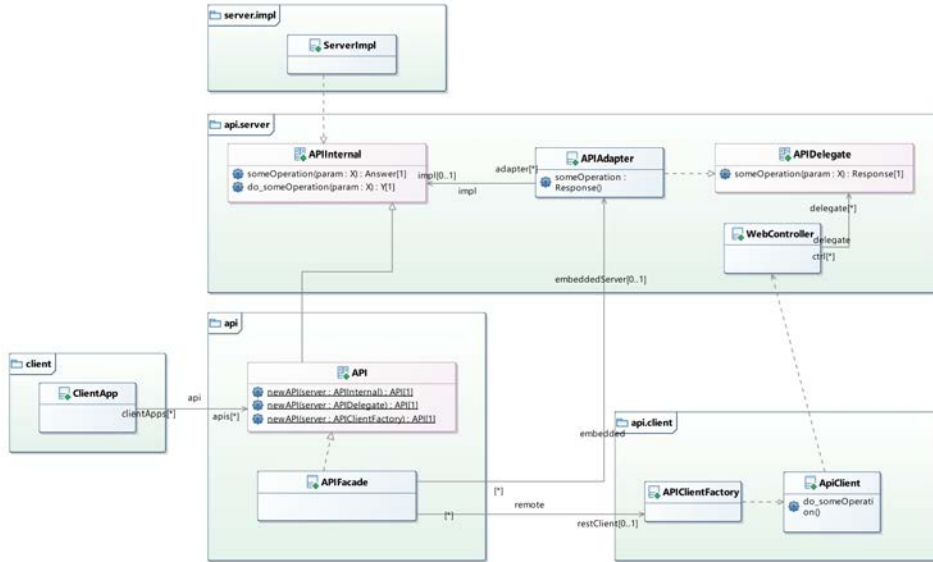 server.impl
ServerImpl
api.server
APIInternal
someOperation(param : X) : Answer[1]
do_someOperation(param : X) : Y[1]
impl[0..1]
impl
adapter[*]
APIAdapter
someOperation :
Response()
APIDelegate
someOperation(param : X) : Response[1]
delegate[*]
WebController
delegate
ctrl[*]
embeddedServer[0..1]
api
client
ClientApp
api
clientApps[*]
apis[*]
API
newAPI(server : APIInternal) : API[1]
newAPI(server : APIDelegate) : API[1]
newAPI(server : APIClientFactory) : API[1]
embedded
api.client
APIFacade
[*]
remote
[*]
restClient[0..1]
APIClientFactory
ApiClient
do_someOperati
on()